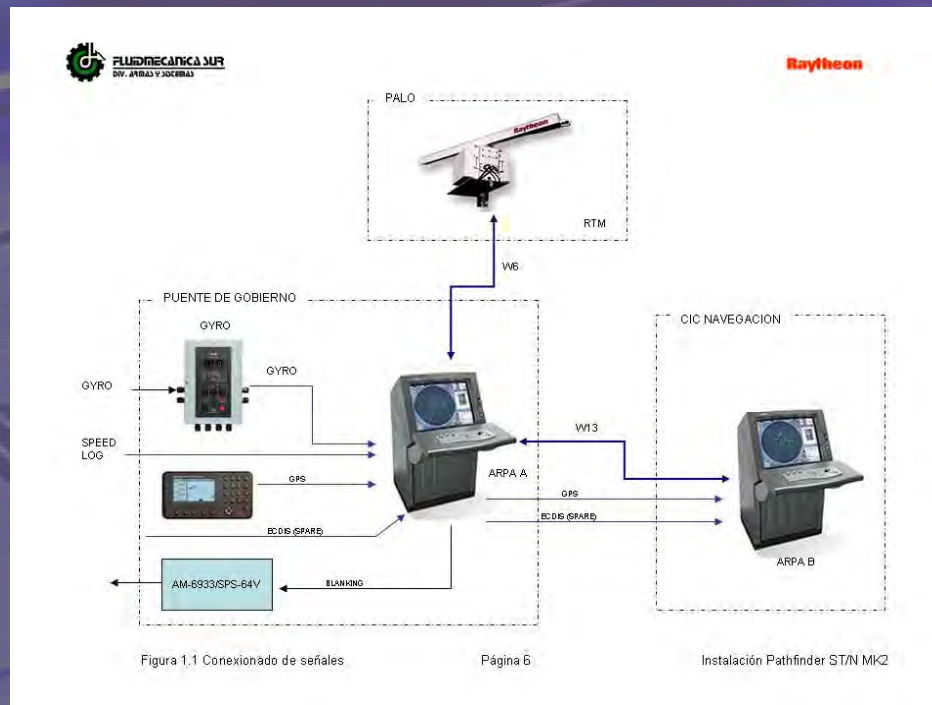 FLUIDMECANICA SUR
DIV. ARMAS Y SISTEMAS
Raytheon
PALO
Raytheon
RTM
W6
PUENTE DE GOBIERNO
GYRO
GYRO
GYRO
SPEED
LOG
GPS
ECDIS (SPARE)
AM-6933/SPS-64V
BLANKING
ARPA A
W13
GPS
ECDIS (SPARE)
CIC NAVEGACION
ARPA B
Figura 1.1 Conexionado de señales
Página 6
Instalación Pathfinder ST/N MK2